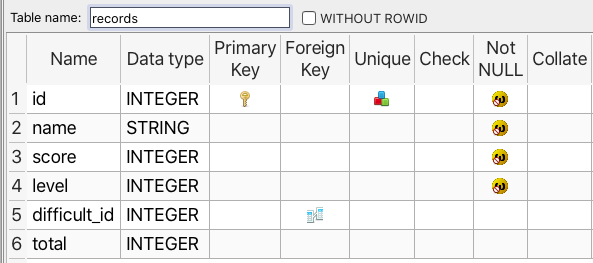 Table name: records WITHOUT ROWID
Name Data type Primary Key Foreign Key Unique Check Not NULL Collate
1 id INTEGER
2 name STRING
3 score INTEGER
4 level INTEGER
5 difficult_id INTEGER
6 total INTEGER